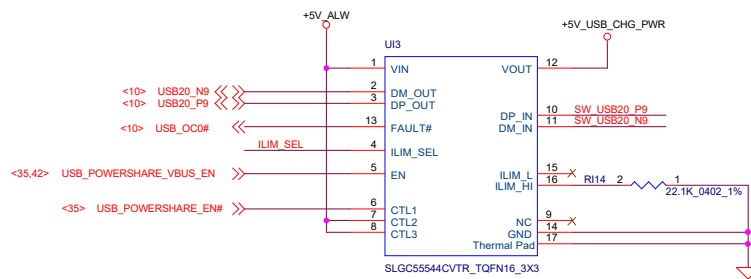 +5V_ALW
+5V_USB_CHG_PWR
UI3
1 VIN VOUT 12
<10> USB20_N9 2 DM_OUT
<10> USB20_P9 3 DP_OUT
DP_IN 10 SW_USB20_P9
DM_IN 11 SW_USB20_N9
<10> USB_OC0# 13 FAULT#
ILIM_SEL 4 ILIM_SEL
<35,42> USB_POWERSHARE_VBUS_EN 5 EN
ILIM_L 15
ILIM_HI 16 RI14 2 1
22.1K_0402_1%
<35> USB_POWERSHARE_EN# 6 CTL1
7 CTL2
8 CTL3
NC 9
GND 14
Thermal Pad 17
SLGC55544CVTR_TQFN16_3X3